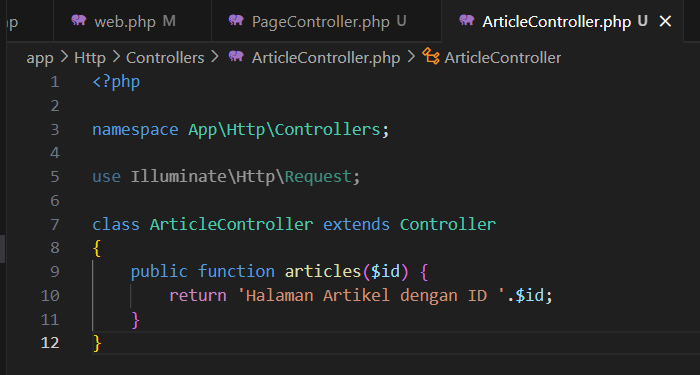 hp web.php M PageController.php U ArticleController.php U
app > Http > Controllers > ArticleController.php > ArticleController
1 <?php
2
3 namespace App\Http\Controllers;
4
5 use Illuminate\Http\Request;
6
7 class ArticleController extends Controller
8 {
9 public function articles($id) {
10 return 'Halaman Artikel dengan ID '.$id;
11 }
12 }